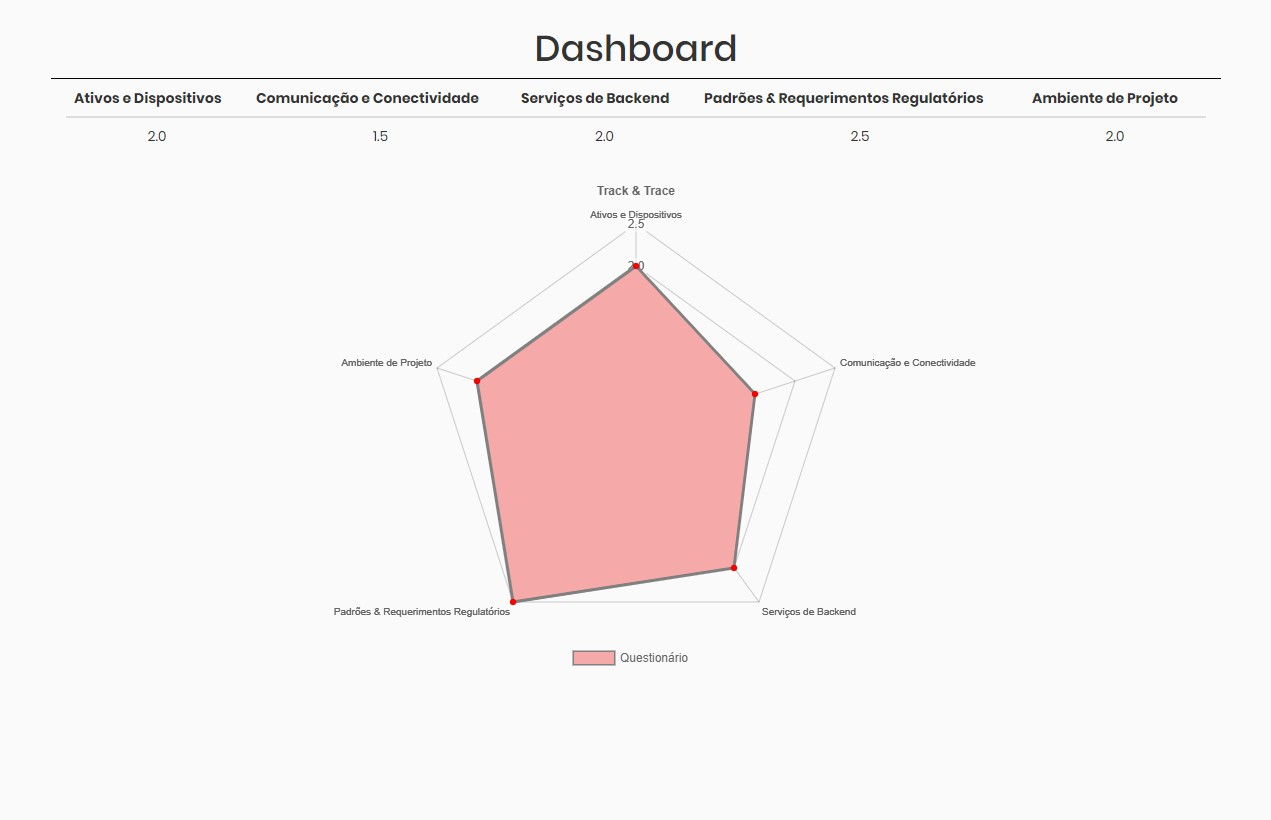 Dashboard
Ativos e Dispositivos Comunicação e Conectividade Serviços de Backend Padrões & Requerimentos Regulatórios Ambiente de Projeto
2.0 1.5 2.0 2.5 2.0
Track & Trace
Ativos e Dispositivos
2.5
2.0
Ambiente de Projeto Comunicação e Conectividade
Padrões & Requerimentos Regulatórios Serviços de Backend
Questionário